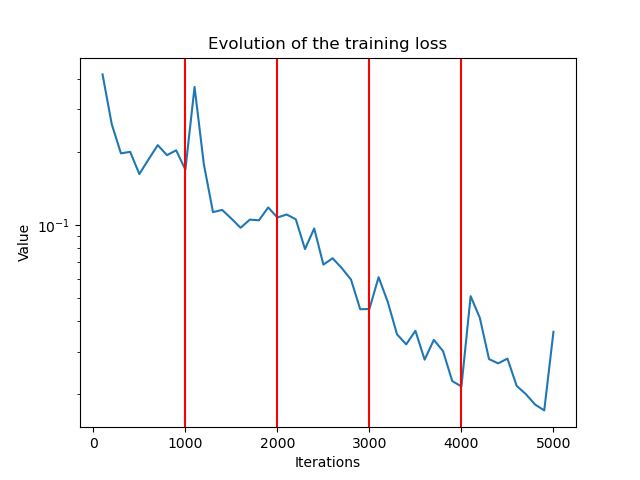 Evolution of the training loss
10⁻¹
Value
0 1000 2000 3000 4000 5000
Iterations